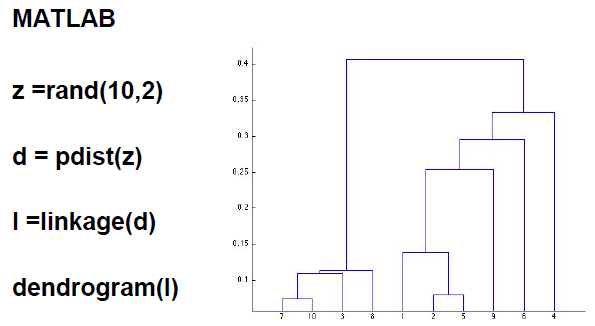 MATLAB
z =rand(10,2)
d = pdist(z)
l =linkage(d)
dendrogram(l)
0.4
0.35
0.3
0.25
0.2
0.15
0.1
7 10 3 8 1 2 5 9 6 4